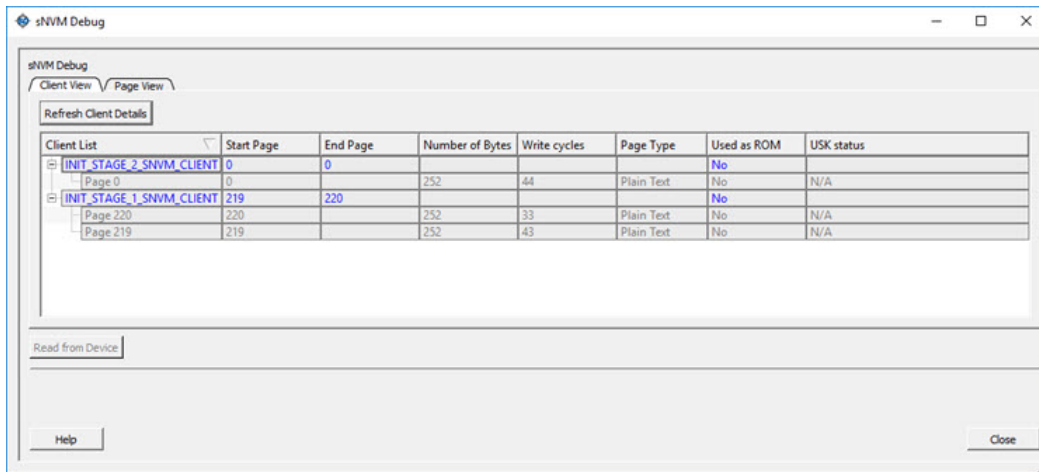 sNVM Debug
sNVM Debug
Client View Page View
Refresh Client Details
Client List Start Page End Page Number of Bytes Write cycles Page Type Used as ROM USK status
INIT_STAGE_2_SNVM_CLIENT 0 0 No
Page 0 0 252 44 Plain Text No N/A
INIT_STAGE_1_SNVM_CLIENT 219 220 No
Page 220 220 252 33 Plain Text No N/A
Page 219 219 252 43 Plain Text No N/A
Read from Device
Help Close